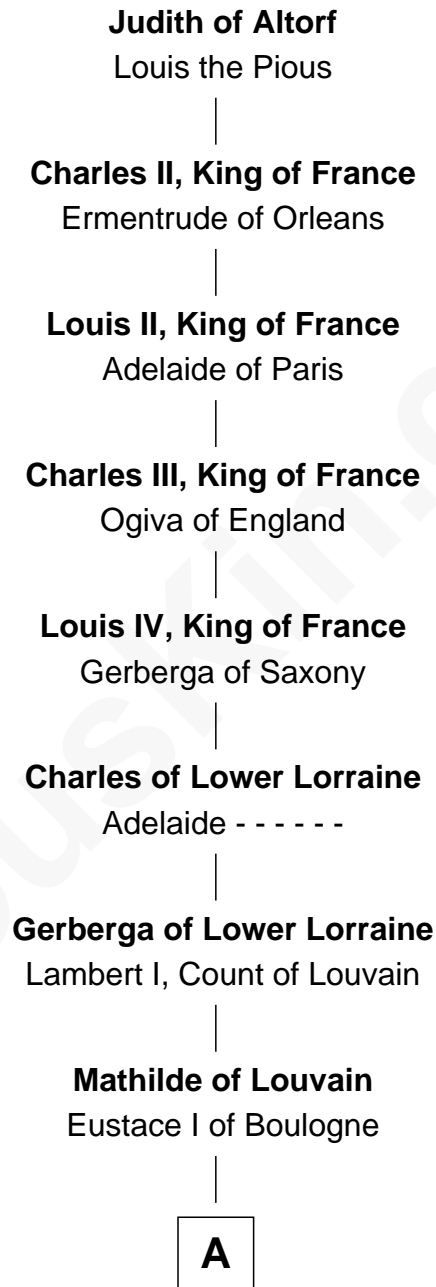 Judith of Altorf
Louis the Pious
Charles II, King of France
Ermentrude of Orleans
Louis II, King of France
Adelaide of Paris
Charles III, King of France
Ogiva of England
Louis IV, King of France
Gerberga of Saxony
Charles of Lower Lorraine
Adelaide - - - - - -
Gerberga of Lower Lorraine
Lambert I, Count of Louvain
Mathilde of Louvain
Eustace I of Boulogne
A